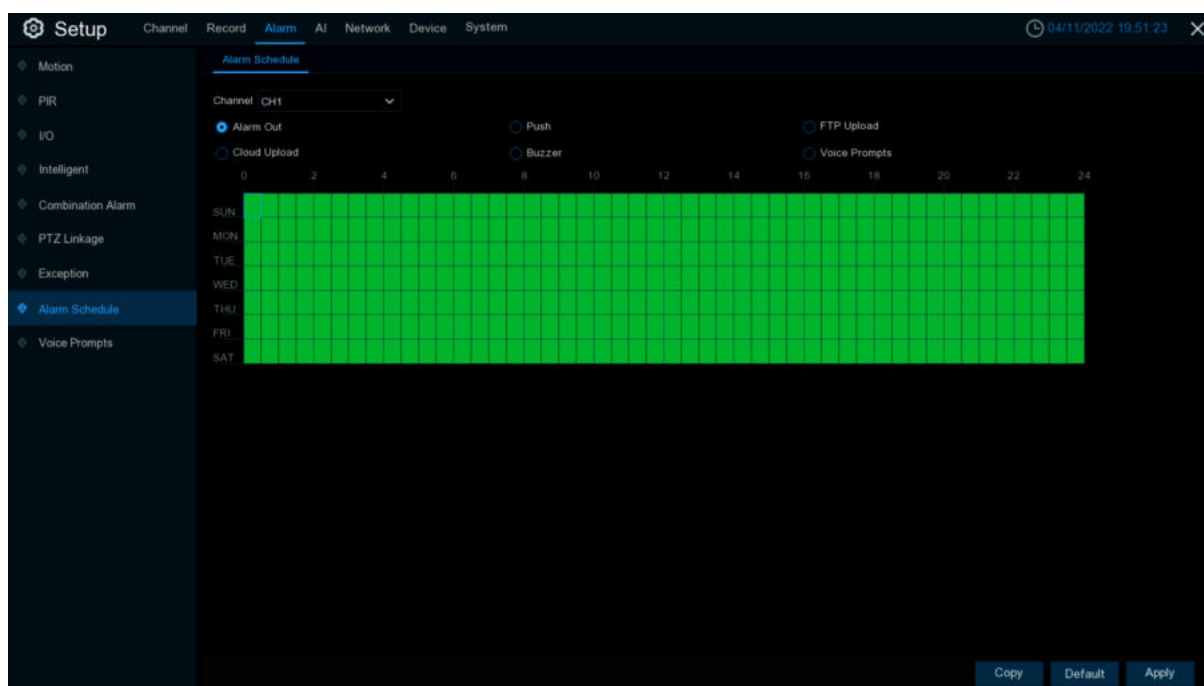 Setup Channel Record Alarm AI Network Device System 04/11/2022 19:51:23
Motion
PIR
I/O
Intelligent
Combination Alarm
PTZ Linkage
Exception
Alarm Schedule
Voice Prompts
Alarm Schedule
Channel CH1
Alarm Out Push FTP Upload
Cloud Upload Buzzer Voice Prompts
0 2 4 6 8 10 12 14 16 18 20 22 24
SUN
MON
TUE
WED
THU
FRI
SAT
Copy Default Apply